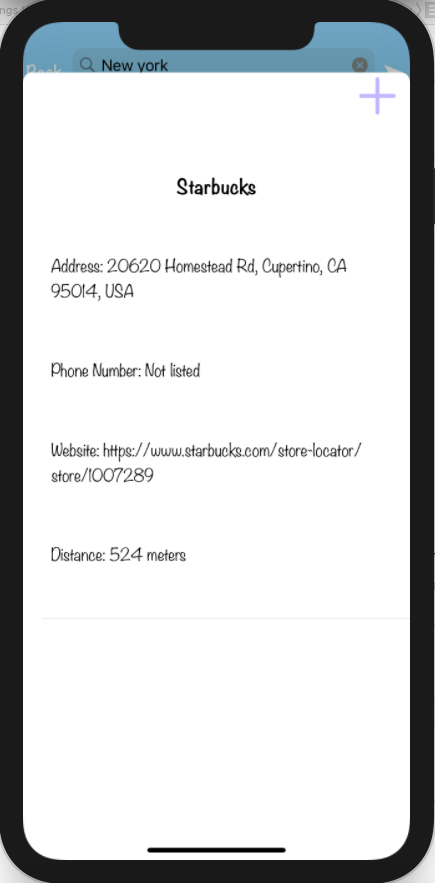 New york
Starbucks
Address: 20620 Homestead Rd, Cupertino, CA
95014, USA
Phone Number: Not listed
Website: https://www.starbucks.com/store-locator/
store/1007289
Distance: 524 meters